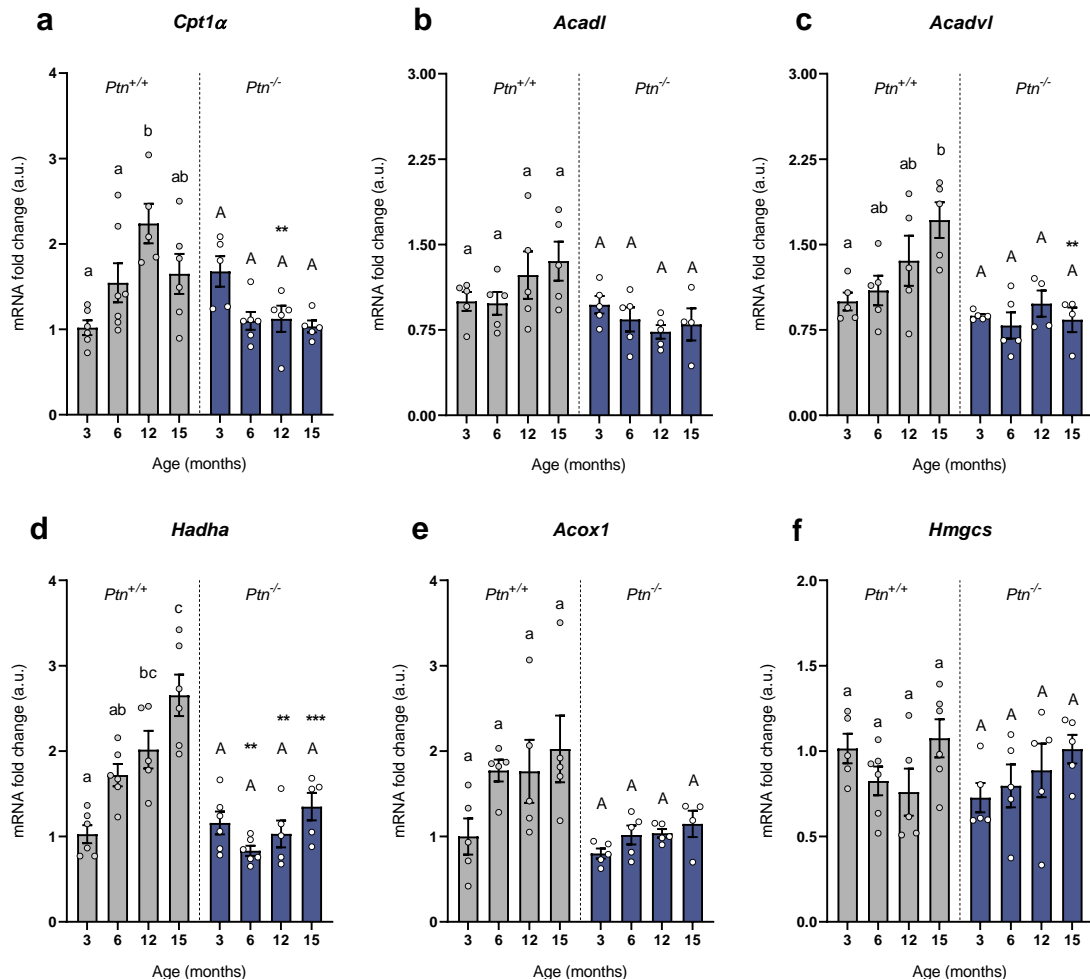 a
Cpt1α
mRNA fold change (a.u.)
4
3
2
1
0
Ptn+/+
Ptn-/-
a
a
b
ab
A
A
**
A
A
3 6 12 15 3 6 12 15
Age (months)
b
Acadl
mRNA fold change (a.u.)
3.00
2.25
1.50
0.75
0.00
Ptn+/+
Ptn-/-
a
a
a
a
A
A
A
A
3 6 12 15 3 6 12 15
Age (months)
c
Acadvl
mRNA fold change (a.u.)
3.00
2.25
1.50
0.75
0.00
Ptn+/+
Ptn-/-
a
ab
ab
b
A
A
A
**
A
3 6 12 15 3 6 12 15
Age (months)
d
Hadha
mRNA fold change (a.u.)
4
3
2
1
0
Ptn+/+
Ptn-/-
a
ab
bc
c
A
**
A
**
A
***
A
3 6 12 15 3 6 12 15
Age (months)
e
Acox1
mRNA fold change (a.u.)
4
3
2
1
0
Ptn+/+
Ptn-/-
a
a
a
a
A
A
A
A
3 6 12 15 3 6 12 15
Age (months)
f
Hmgcs
mRNA fold change (a.u.)
2.0
1.5
1.0
0.5
0.0
Ptn+/+
Ptn-/-
a
a
a
a
A
A
A
A
3 6 12 15 3 6 12 15
Age (months)